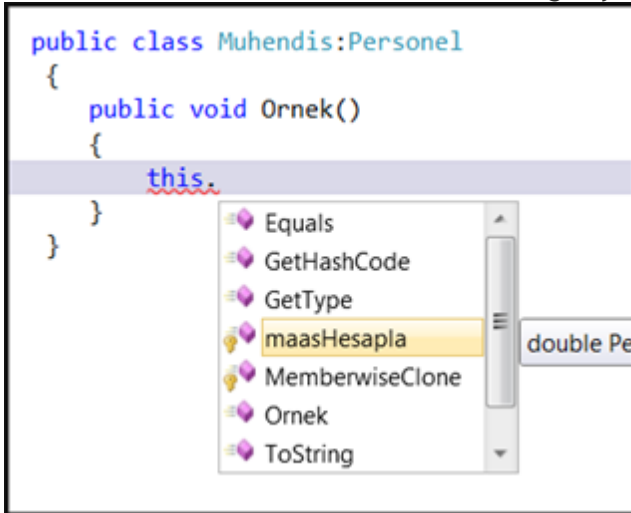 public class Muhendis:Personel
{
public void Ornek()
{
this.
}
}
Equals
GetHashCode
GetType
maasHesapla
double Pe
MemberwiseClone
Ornek
ToString